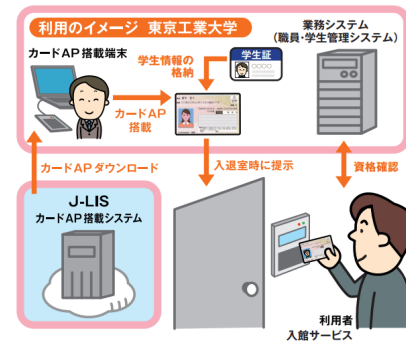 利用のイメージ 東京工業大学
カードAP搭載端末
学生情報の
格納
学生証
業務システム
(職員・学生管理システム)
カードAP
搭載
カードAPダウンロード
入退室時に提示
資格確認
J-LIS
カードAP搭載システム
利用者
入館サービス